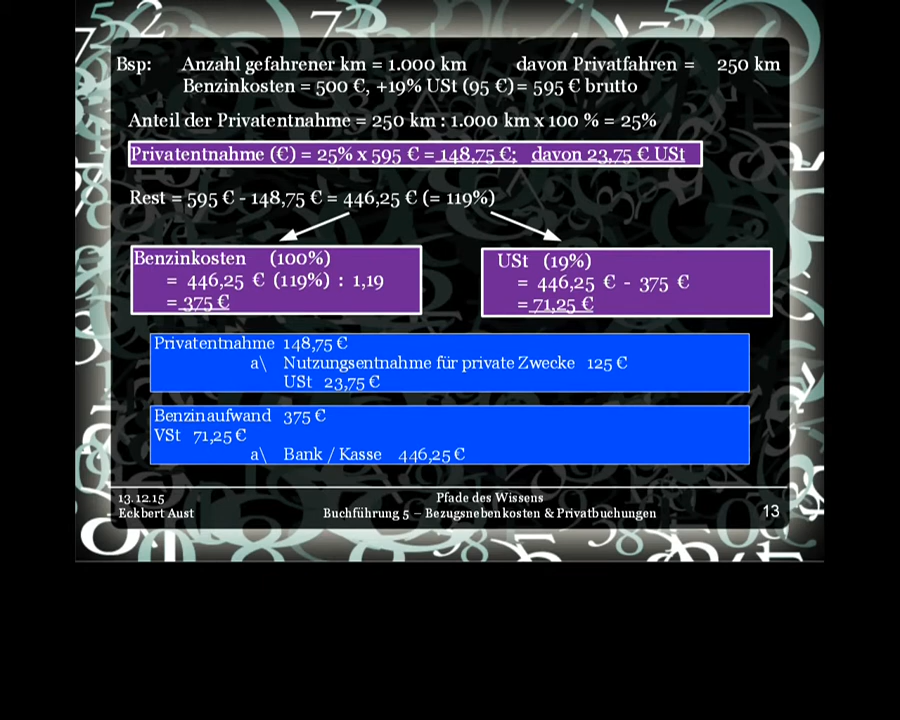 Bsp: Anzahl gefahrener km = 1.000 km davon Privatfahren = 250 km
Benzinkosten = 500 €, +19% USt (95 €)= 595 € brutto
Anteil der Privatentnahme = 250 km : 1.000 km x 100 % = 25%
Privatentnahme (€) = 25% x 595 € = 148,75 €; davon 23,75 € USt
Rest = 595 € - 148,75 € = 446,25 € (= 119%)
Benzinkosten (100%)
= 446,25 € (119%) : 1,19
= 375 €
USt (19%)
= 446,25 € - 375 €
= 71,25 €
Privatentnahme 148,75 €
a\ Nutzungsentnahme für private Zwecke 125 €
USt 23,75 €
Benzinaufwand 375 €
VSt 71,25 €
a\ Bank / Kasse 446,25 €
13.12.15
Eckbert Aust
Pfade des Wissens
Buchführung 5 – Bezugsnebenkosten & Privatbuchungen
13